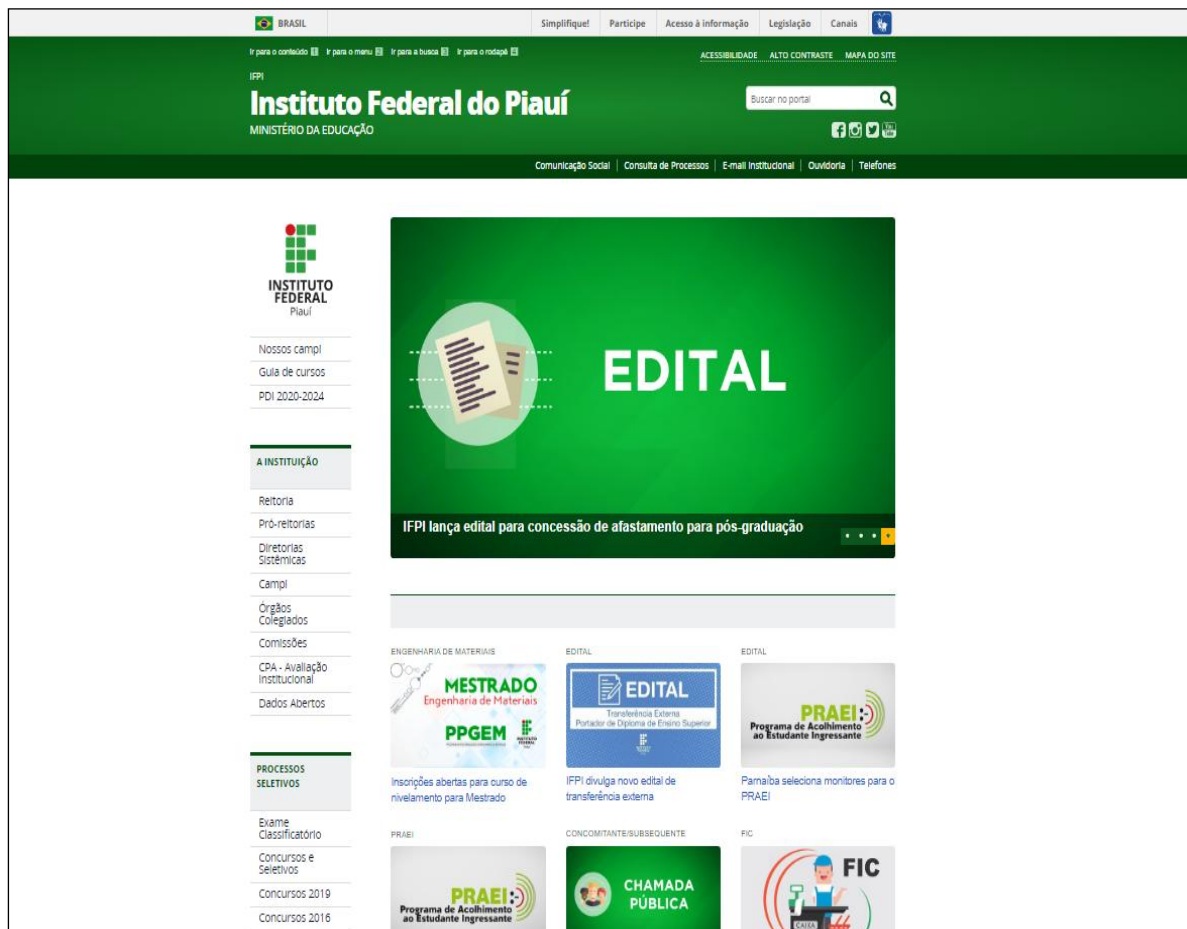 BRASIL
Simplifique! Participe Acesso à informação Legislação Canais
Ir para o conteúdo 1 Ir para o menu 2 Ir para a busca 3 Ir para o rodapé 4
ACESSIBILIDADE ALTO CONTRASTE MAPA DO SITE
IFPI
Instituto Federal do Piauí
MINISTÉRIO DA EDUCAÇÃO
Buscar no portal
Comunicação Social | Consulta de Processos | E-mail Institucional | Ouvidoria | Telefones
INSTITUTO
FEDERAL
Piauí
Nossos campi
Guia de cursos
PDI 2020-2024
A INSTITUIÇÃO
Reitoria
Pró-reitorias
Diretorias
Sistêmicas
Campi
Órgãos
Colegiados
Comissões
CPA - Avaliação
Institucional
Dados Abertos
PROCESSOS
SELETIVOS
Exame
Classificatório
Concursos e
Seletivos
Concursos 2019
Concursos 2016
EDITAL
IFPI lança edital para concessão de afastamento para pós-graduação
ENGENHARIA DE MATERIAIS
MESTRADO
Engenharia de Materiais
PPGEM
Inscrições abertas para curso de
nivelamento para Mestrado
EDITAL
EDITAL
Transferência Externa
Portador de Diploma de Ensino Superior
IFPI divulga novo edital de
transferência externa
EDITAL
PRAEI
Programa de Acolhimento
ao Estudante Ingressante
Parnaíba seleciona monitores para o
PRAEI
PRAEI
PRAEI
Programa de Acolhimento
ao Estudante Ingressante
CONCOMITANTE/SUBSEQUENTE
CHAMADA
PÚBLICA
FIC
FIC
CAIXA